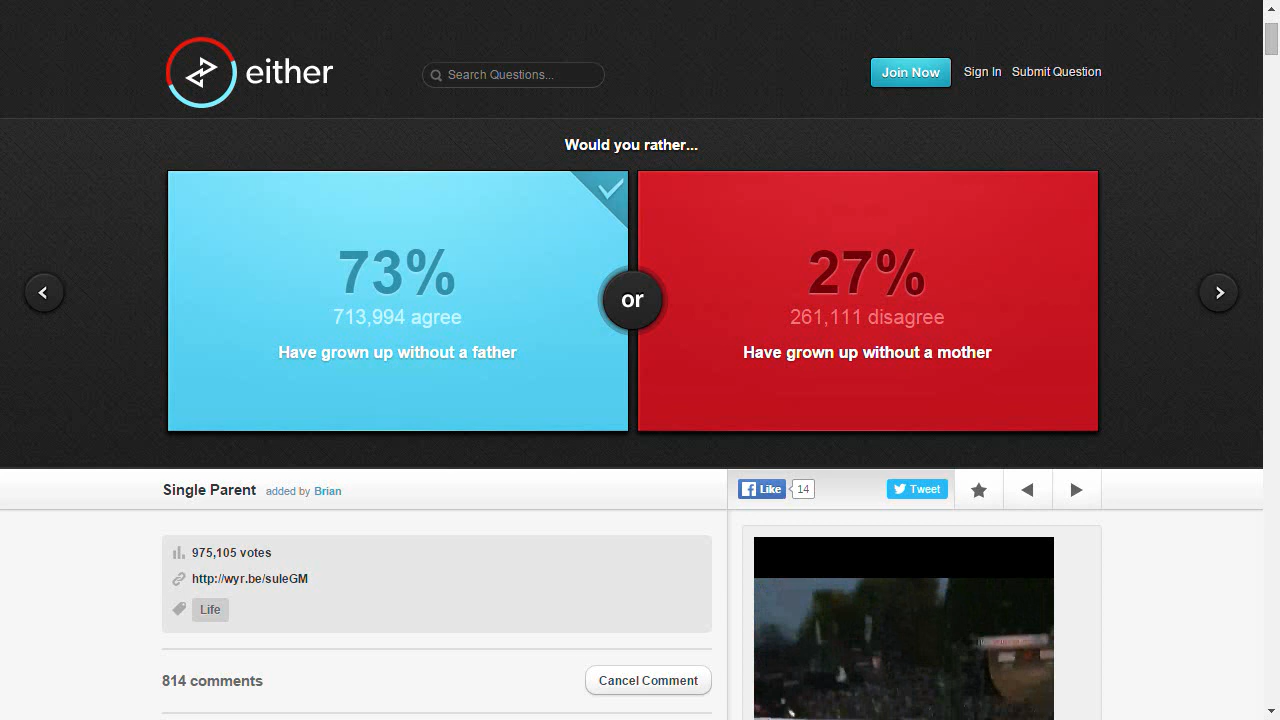 either
Search Questions...
Join Now
Sign In
Submit Question
Would you rather...
73%
713,994 agree
Have grown up without a father
or
27%
261,111 disagree
Have grown up without a mother
Single Parent added by Brian
Like
14
Tweet
975,105 votes
http://wyr.be/suleGM
Life
814 comments
Cancel Comment